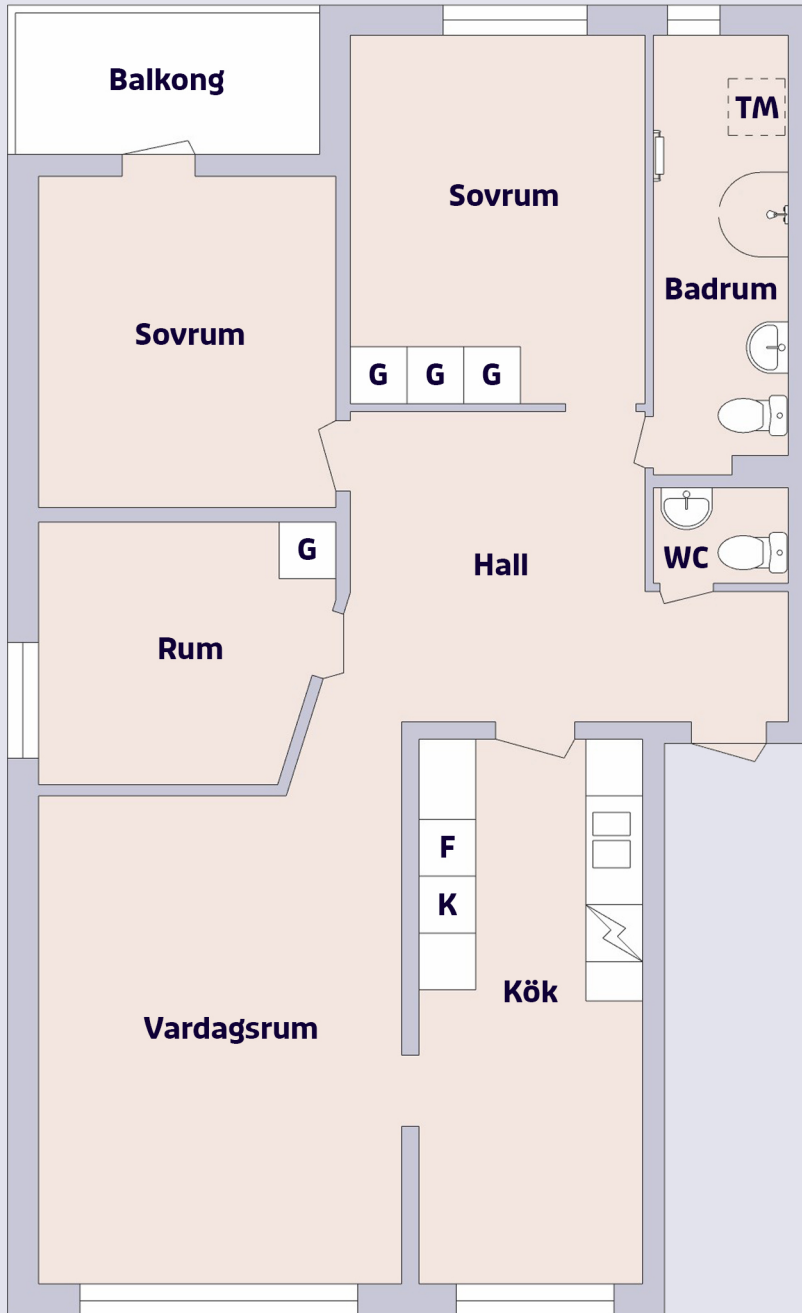 Balkong
TM
Sovrum
Badrum
Sovrum
G G G
G
WC
Hall
Rum
F
K
Kök
Vardagsrum